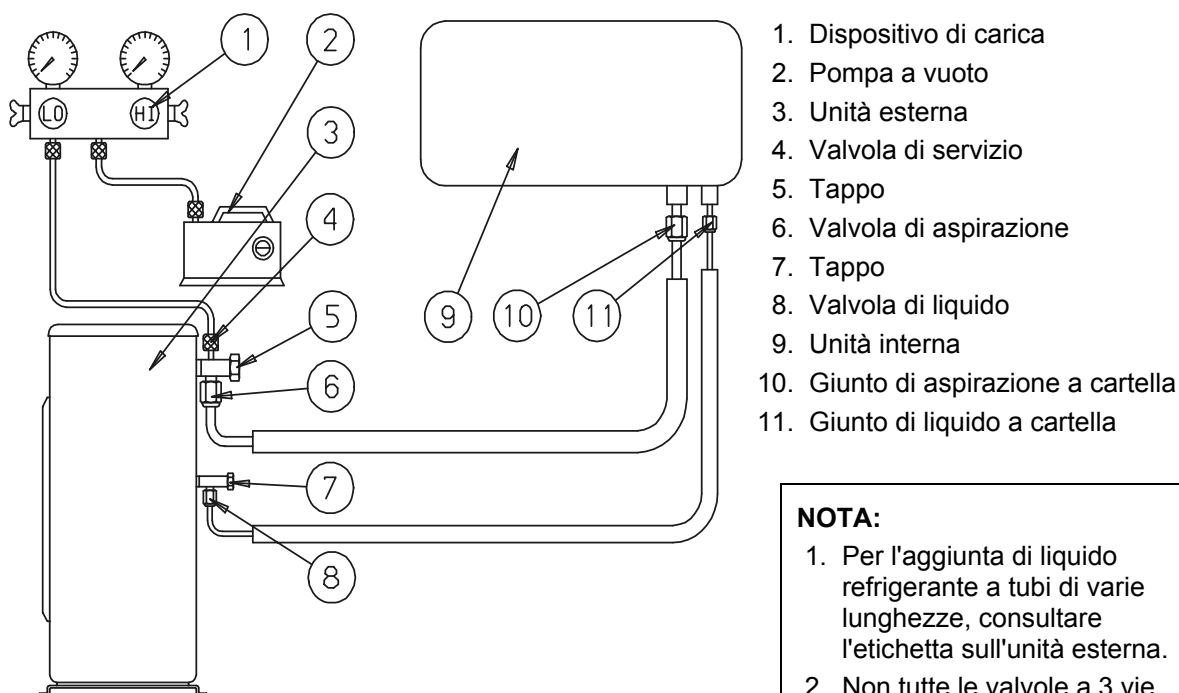 1
2
3
4
5
6
7
8
9
10
11
LO
HI
1. Dispositivo di carica
2. Pompa a vuoto
3. Unità esterna
4. Valvola di servizio
5. Tappo
6. Valvola di aspirazione
7. Tappo
8. Valvola di liquido
9. Unità interna
10. Giunto di aspirazione a cartella
11. Giunto di liquido a cartella
NOTA:
1. Per l'aggiunta di liquido
refrigerante a tubi di varie
lunghezze, consultare
l'etichetta sull'unità esterna.
2. Non tutte le valvole a 3 vie